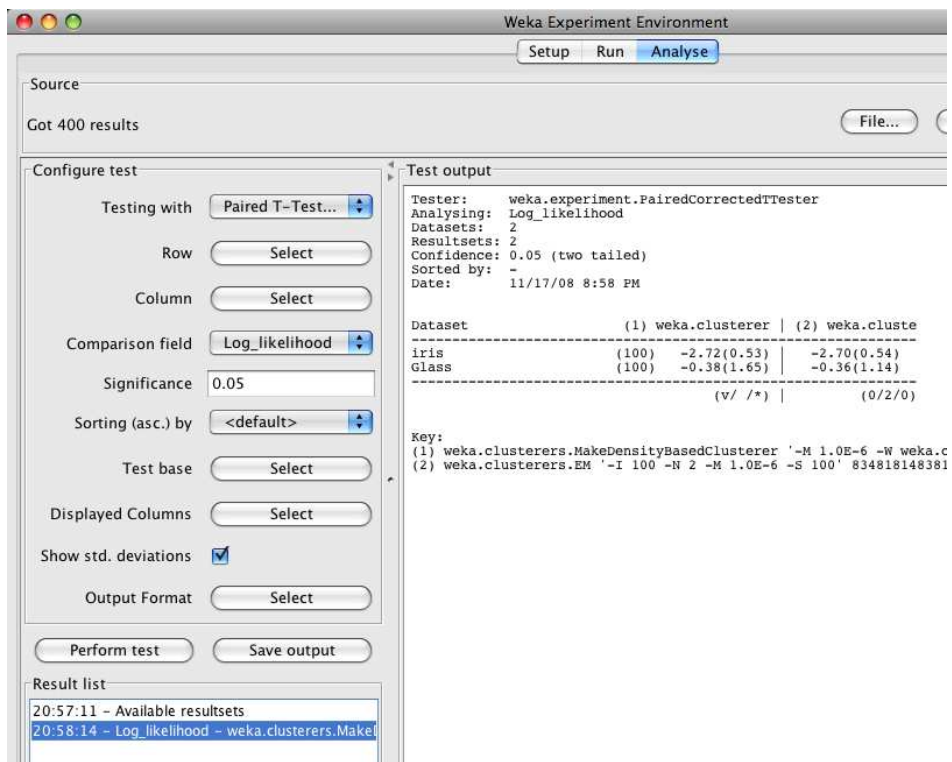 Weka Experiment Environment
Setup Run Analyse
Source
Got 400 results
File...
Configure test
Testing with Paired T-Test...
Row Select
Column Select
Comparison field Log_likelihood
Significance 0.05
Sorting (asc.) by <default>
Test base Select
Displayed Columns Select
Show std. deviations
Output Format Select
Perform test Save output
Result list
20:57:11 – Available resultsets
20:58:14 – Log_likelihood – weka.clusterers.Make
Test output
Tester: weka.experiment.PairedCorrectedTTester
Analysing: Log_likelihood
Datasets: 2
Resultsets: 2
Confidence: 0.05 (two tailed)
Sorted by: -
Date: 11/17/08 8:58 PM
Dataset (1) weka.clusterer | (2) weka.cluste
------------------------------------------------------------
iris (100) -2.72(0.53) | -2.70(0.54)
Glass (100) -0.38(1.65) | -0.36(1.14)
------------------------------------------------------------
(v/ /*) | (0/2/0)
Key:
(1) weka.clusterers.MakeDensityBasedClusterer '-M 1.0E-6 -W weka.c
(2) weka.clusterers.EM '-I 100 -N 2 -M 1.0E-6 -S 100' 834818148381